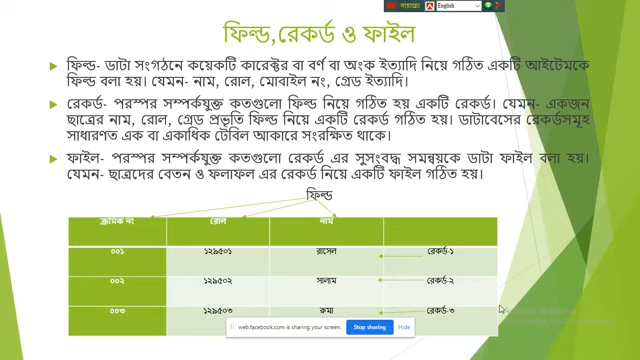 বায়ান্নো English
ফিল্ড,রেকর্ড ও ফাইল
ফিল্ড- ডাটা সংগঠনে কয়েকটি কারেক্টর বা বর্ণ বা অংক ইত্যাদি নিয়ে গঠিত একটি আইটেমকে
ফিল্ড বলা হয়। যেমন- নাম, রোল, মোবাইল নং, গ্রেড ইত্যাদি।
রেকর্ড- পরস্পর সম্পর্কযুক্ত কতগুলো ফিল্ড নিয়ে গঠিত হয় একটি রেকর্ড। যেমন- একজন
ছাত্রের নাম, রোল, গ্রেড প্রভৃতি ফিল্ড নিয়ে একটি রেকর্ড গঠিত হয়। ডাটাবেসের রেকর্ডসমূহ
সাধারণত এক বা একাধিক টেবিল আকারে সংরক্ষিত থাকে।
ফাইল- পরস্পর সম্পর্কযুক্ত কতগুলো রেকর্ড এর সুসংবদ্ধ সমন্বয়কে ডাটা ফাইল বলা হয়।
যেমন- ছাত্রদের বেতন ও ফলাফল এর রেকর্ড নিয়ে একটি ফাইল গঠিত হয়।
ফিল্ড
ক্রমিক নং রোল নাম
০০১ ১২৯৫০১ রাসেল রেকর্ড-১
০০২ ১২৯৫০২ সালাম রেকর্ড-২
০০৩ ১২৯৫০৩ রুমা রেকর্ড-৩
web.facebook.com is sharing your screen. Stop sharing Hide